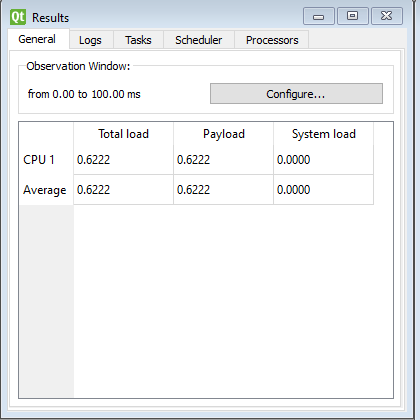 Qt Results
General Logs Tasks Scheduler Processors
Observation Window:
from 0.00 to 100.00 ms Configure...
Total load Payload System load
CPU 1 0.6222 0.6222 0.0000
Average 0.6222 0.6222 0.0000